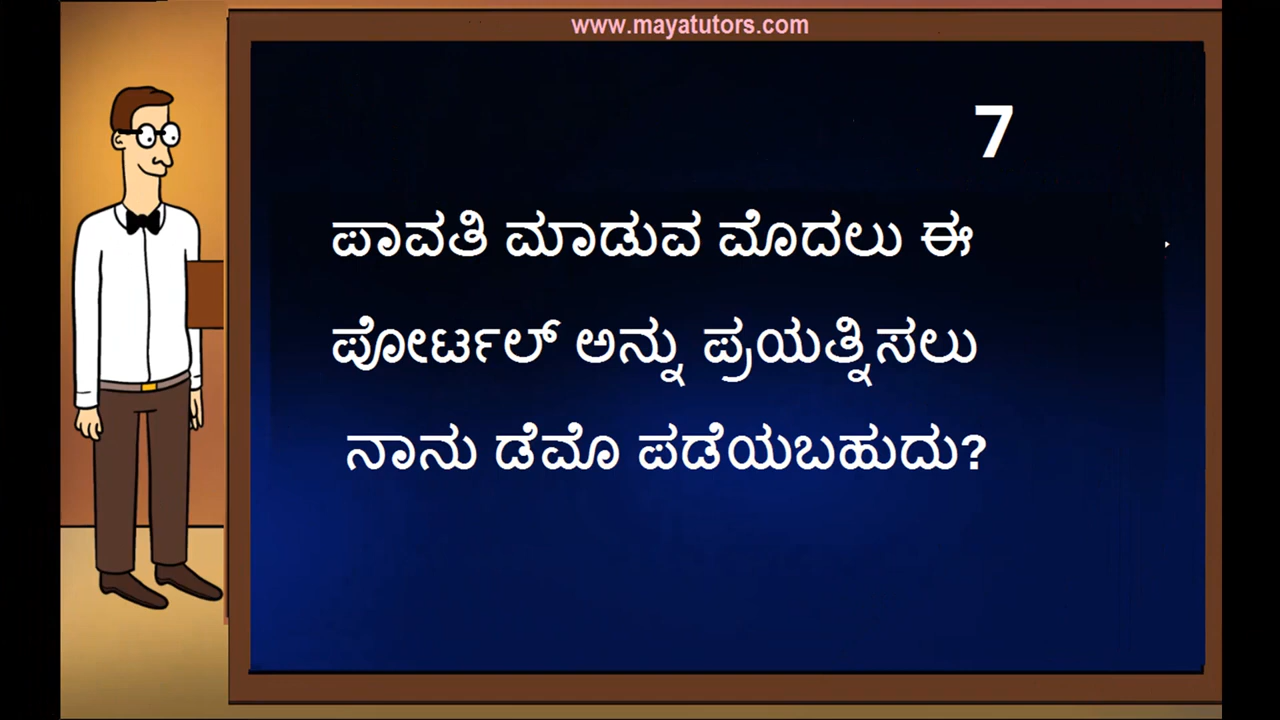 www.mayatutors.com
7
ಪಾವತಿ ಮಾಡುವ ಮೊದಲು ಈ
ಪೋರ್ಟಲ್ ಅನ್ನು ಪ್ರಯತ್ನಿಸಲು
ನಾನು ಡೆಮೊ ಪಡೆಯಬಹುದು?